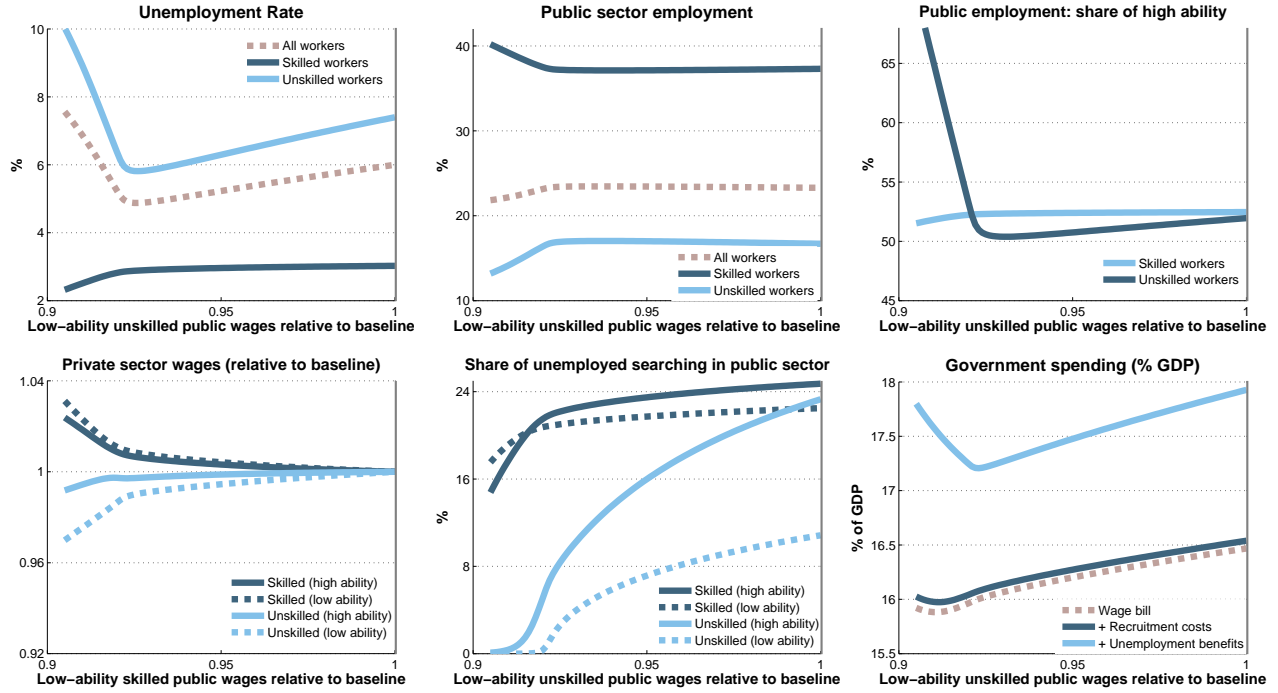 Unemployment Rate
10
8
6
4
2
%
All workers
Skilled workers
Unskilled workers
0.9
0.95
1
Low−ability unskilled public wages relative to baseline
Public sector employment
40
30
20
10
%
All workers
Skilled workers
Unskilled workers
0.9
0.95
1
Low−ability unskilled public wages relative to baseline
Public employment: share of high ability
65
60
55
50
45
%
Skilled workers
Unskilled workers
0.9
0.95
1
Low−ability unskilled public wages relative to baseline
Private sector wages (relative to baseline)
1.04
1
0.96
0.92
Skilled (high ability)
Skilled (low ability)
Unskilled (high ability)
Unskilled (low ability)
0.9
0.95
1
Low−ability skilled public wages relative to baseline
Share of unemployed searching in public sector
24
16
8
0
%
Skilled (high ability)
Skilled (low ability)
Unskilled (high ability)
Unskilled (low ability)
0.9
0.95
1
Low−ability unskilled public wages relative to baseline
Government spending (% GDP)
18
17.5
17
16.5
16
15.5
% of GDP
Wage bill
+ Recruitment costs
+ Unemployment benefits
0.9
0.95
1
Low−ability unskilled public wages relative to baseline